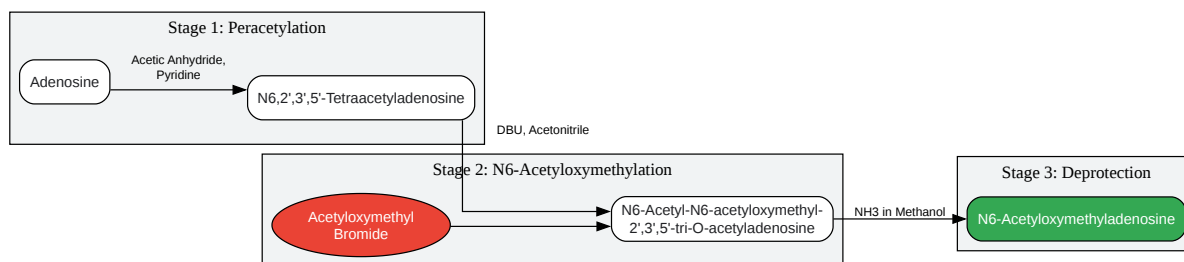 Stage 1: Peracetylation
Adenosine
Acetic Anhydride,
Pyridine
N6,2',3',5'-Tetraacetyladenosine
DBU, Acetonitrile
Stage 2: N6-Acetyloxymethylation
Acetyloxymethyl
Bromide
N6-Acetyl-N6-acetyloxymethyl-
2',3',5'-tri-O-acetyladenosine
NH3 in Methanol
Stage 3: Deprotection
N6-Acetyloxymethyladenosine